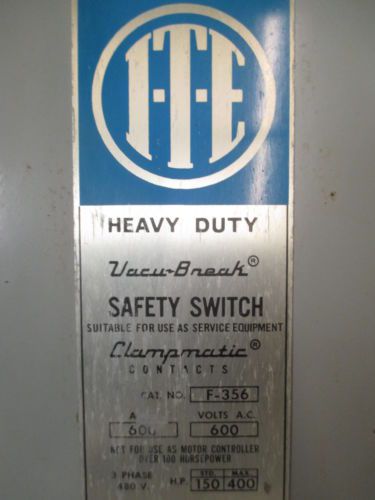 I-T-E
HEAVY DUTY
Vacu-Break®
SAFETY SWITCH
SUITABLE FOR USE AS SERVICE EQUIPMENT
Clampmatic®
CONTACTS
CAT. NO. F-356
A VOLTS A.C.
600 600
NOT FOR USE AS MOTOR CONTROLLER
OVER 100 HORSEPOWER
3 PHASE STD. MAX.
480 V. H.P. 150 400